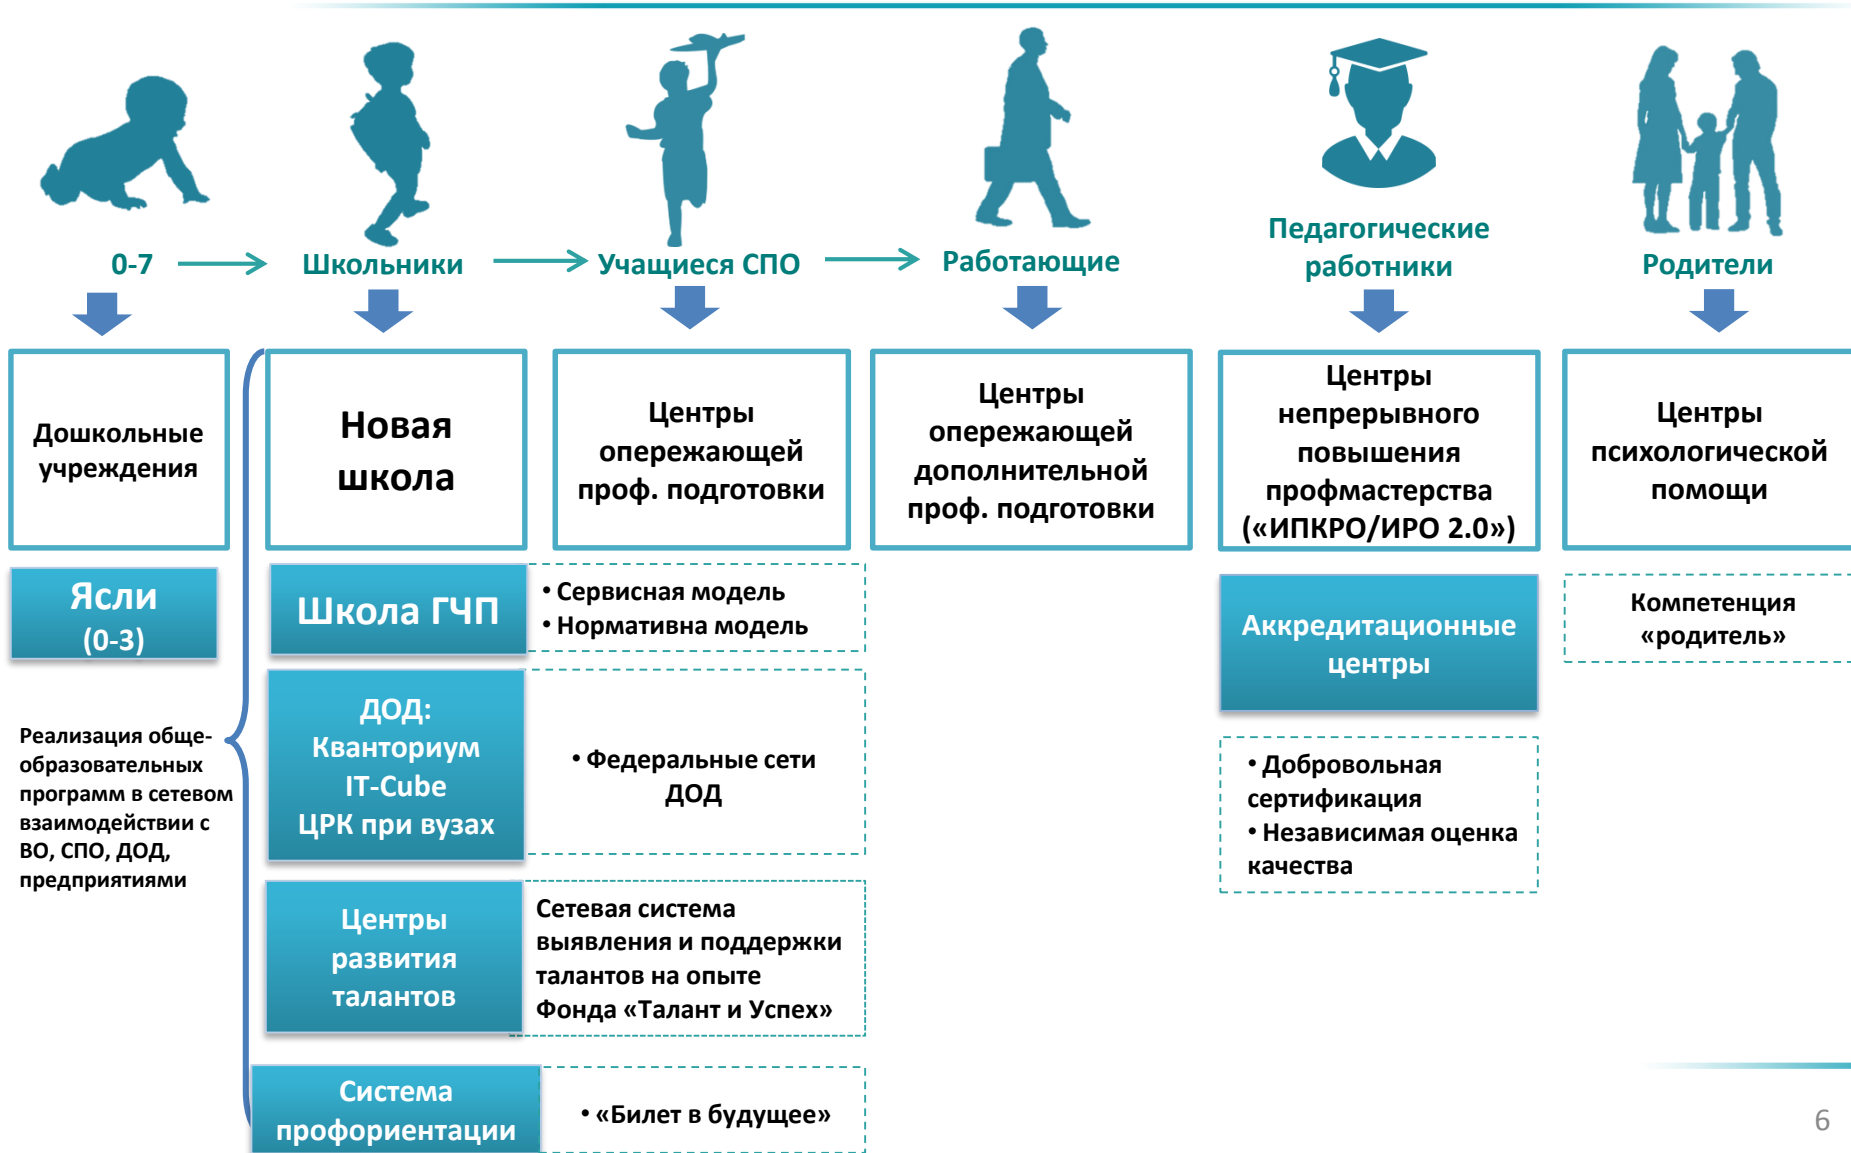 0-7
Школьники
Учащиеся СПО
Работающие
Педагогические
работники
Родители
Дошкольные
учреждения
Новая
школа
Центры
опережающей
проф. подготовки
Центры
опережающей
дополнительной
проф. подготовки
Центры
непрерывного
повышения
профмастерства
(«ИПКРО/ИРО 2.0»)
Центры
психологической
помощи
Ясли
(0-3)
Реализация обще-
образовательных
программ в сетевом
взаимодействии с
ВО, СПО, ДОД,
предприятиями
Школа ГЧП
• Сервисная модель
• Нормативна модель
ДОД:
Кванториум
IT-Cube
ЦРК при вузах
• Федеральные сети
ДОД
Центры
развития
талантов
Сетевая система
выявления и поддержки
талантов на опыте
Фонда «Талант и Успех»
Система
профориентации
• «Билет в будущее»
Аккредитационные
центры
• Добровольная
сертификация
• Независимая оценка
качества
Компетенция
«родитель»
6